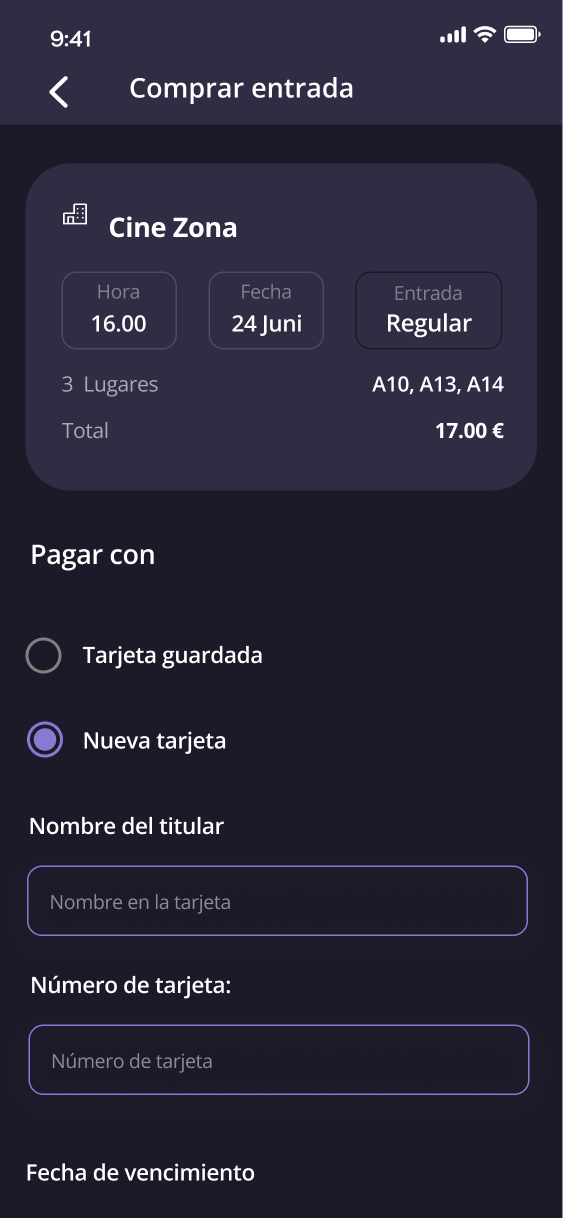 9:41
Comprar entrada
Cine Zona
Hora
16.00
Fecha
24 Juni
Entrada
Regular
3 Lugares
A10, A13, A14
Total
17.00 €
Pagar con
Tarjeta guardada
Nueva tarjeta
Nombre del titular
Nombre en la tarjeta
Número de tarjeta:
Número de tarjeta
Fecha de vencimiento